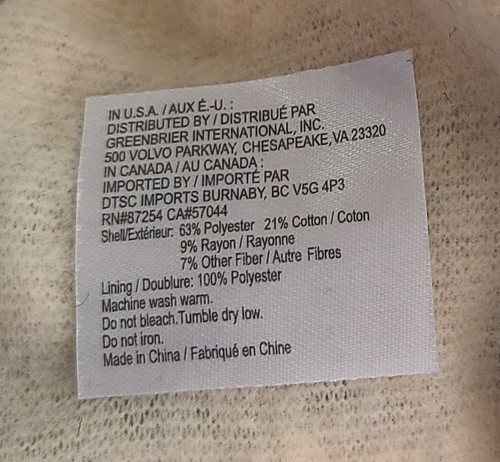 IN U.S.A. / AUX É.-U. :
DISTRIBUTED BY / DISTRIBUÉ PAR
GREENBRIER INTERNATIONAL, INC.
500 VOLVO PARKWAY, CHESAPEAKE, VA 23320
IN CANADA / AU CANADA :
IMPORTED BY / IMPORTÉ PAR
DTSC IMPORTS BURNABY, BC V5G 4P3
RN#87254 CA#57044
Shell/Extérieur: 63% Polyester 21% Cotton / Coton
9% Rayon / Rayonne
7% Other Fiber / Autre Fibres
Lining / Doublure: 100% Polyester
Machine wash warm.
Do not bleach.Tumble dry low.
Do not iron.
Made in China / Fabriqué en Chine